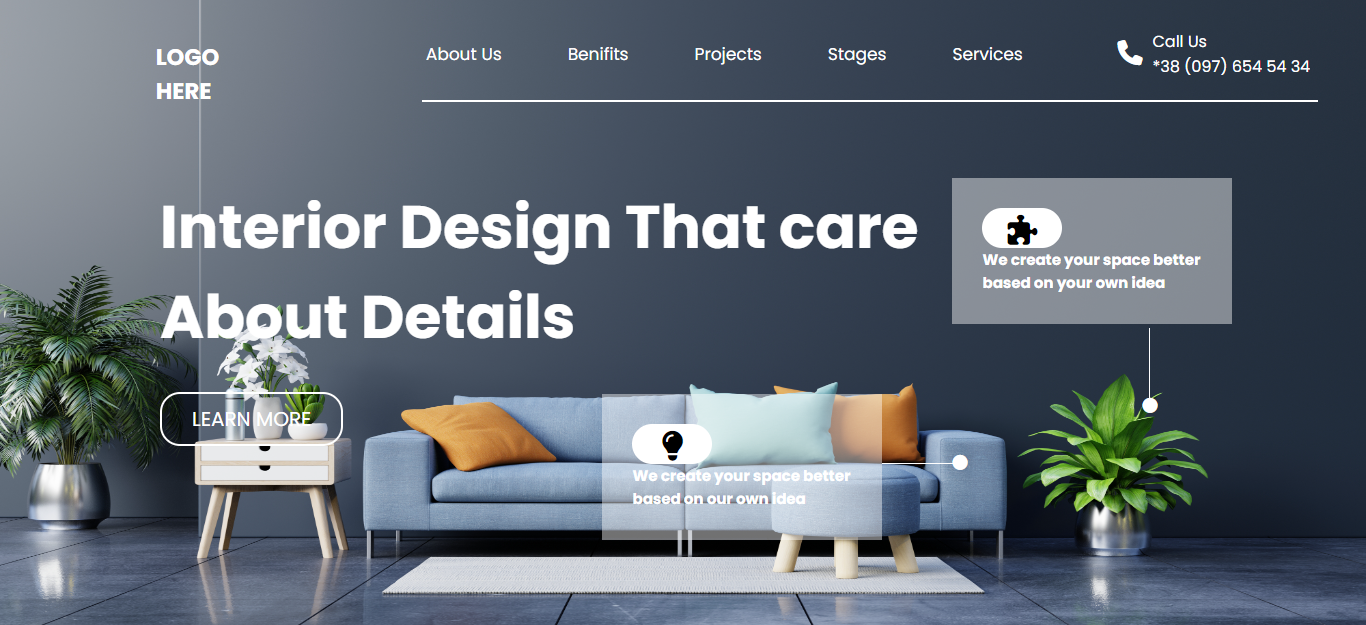 LOGO
HERE
About Us
Benifits
Projects
Stages
Services
Call Us
*38 (097) 654 54 34
Interior Design That care
About Details
LEARN MORE
We create your space better
based on your own idea
We create your space better
based on our own idea